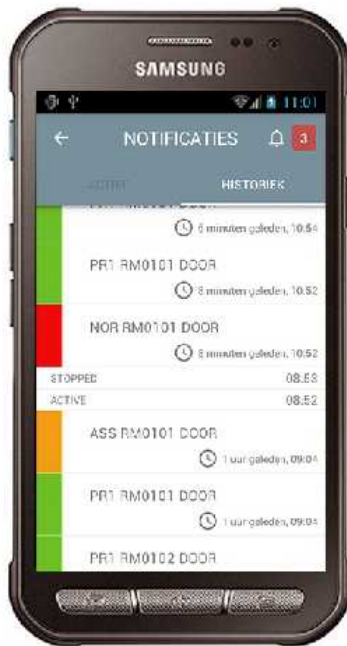 SAMSUNG
11:01
NOTIFICATIES 3
ACTIEF HISTORIEK
6 minuten geleden, 10:54
PR1 RM0101 DOOR
8 minuten geleden, 10:52
NOR RM0101 DOOR
8 minuten geleden, 10:52
STOPPED 08:53
ACTIVE 08:52
ASS RM0101 DOOR
1 uur geleden, 09:04
PR1 RM0101 DOOR
1 uur geleden, 09:04
PR1 RM0102 DOOR